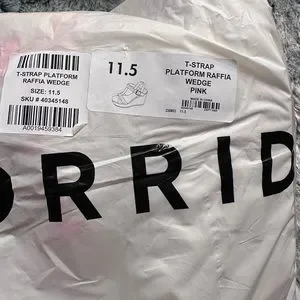 T-STRAP PLATFORM
RAFFIA WEDGE
SIZE: 11.5
SKU # 40345148
A0019459384
11.5
T-STRAP
PLATFORM RAFFIA
WEDGE
PINK
ORRID